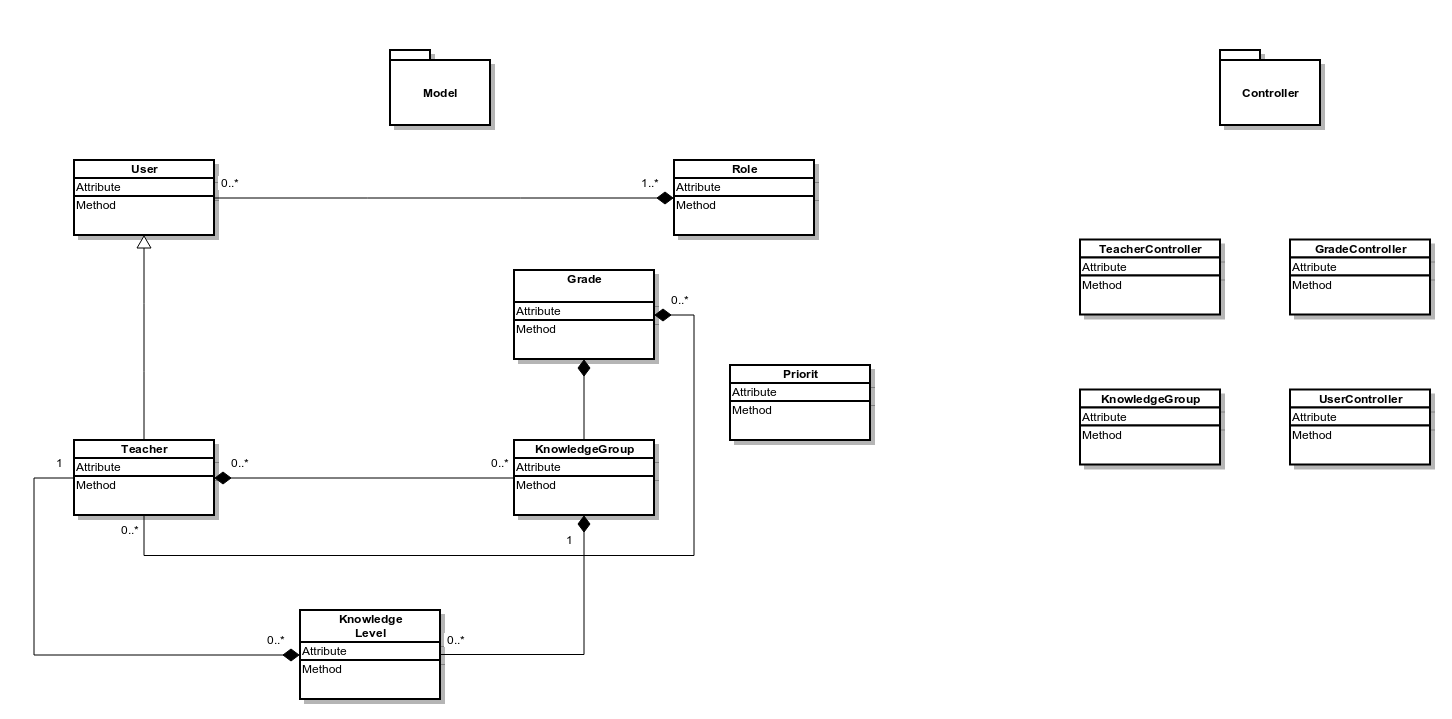 Model
Controller
User
Attribute
Method
0..*
1..*
Role
Attribute
Method
Grade
Attribute
Method
0..*
TeacherController
Attribute
Method
GradeController
Attribute
Method
Priorit
Attribute
Method
KnowledgeGroup
Attribute
Method
UserController
Attribute
Method
1
Teacher
Attribute
Method
0..*
0..*
KnowledgeGroup
Attribute
Method
0..*
1
0..*
Knowledge
Level
Attribute
Method
0..*